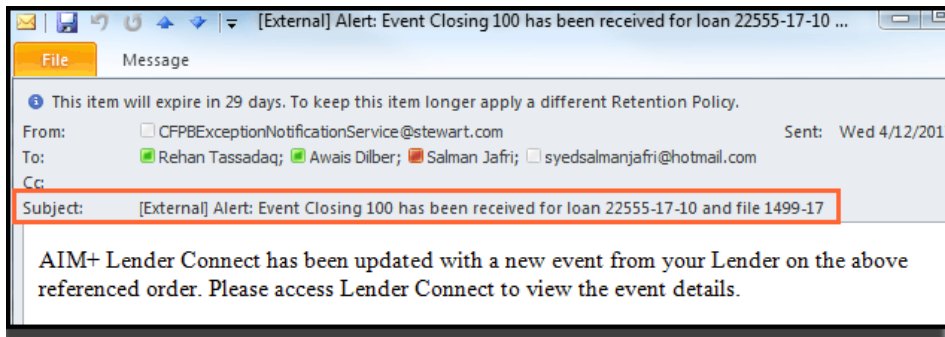 [External] Alert: Event Closing 100 has been received for loan 22555-17-10 ...
File Message
This item will expire in 29 days. To keep this item longer apply a different Retention Policy.
From: CFPBExceptionNotificationService@stewart.com Sent: Wed 4/12/201
To: Rehan Tassadaq; Awais Dilber; Salman Jafri; syedsalmanjafri@hotmail.com
Cc:
Subject: [External] Alert: Event Closing 100 has been received for loan 22555-17-10 and file 1499-17
AIM+ Lender Connect has been updated with a new event from your Lender on the above
referenced order. Please access Lender Connect to view the event details.